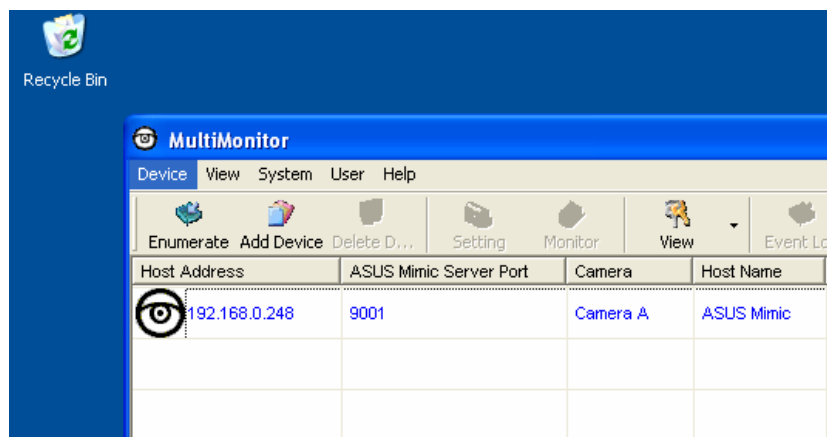 Recycle Bin
MultiMonitor
Device View System User Help
Enumerate Add Device Delete D... Setting Monitor View Event Lo
Host Address ASUS Mimic Server Port Camera Host Name
192.168.0.248 9001 Camera A ASUS Mimic